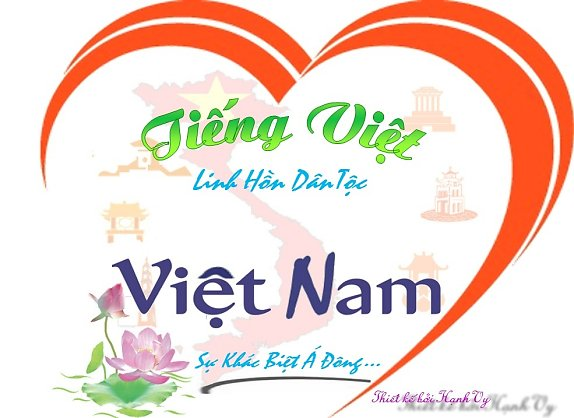 Tiếng Việt
Linh Hồn Dân Tộc
Việt Nam
Sự Khác Biệt Á Đông...
Thiết kế bởi Hạnh Vy